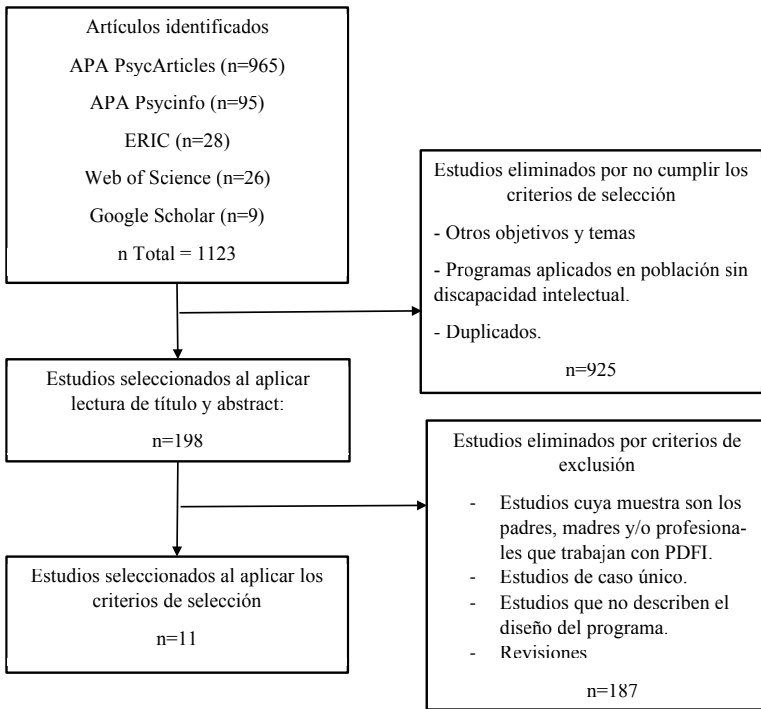 Artículos identificados
APA PsycArticles (n=965)
APA Psycinfo (n=95)
ERIC (n=28)
Web of Science (n=26)
Google Scholar (n=9)
n Total = 1123
Estudios eliminados por no cumplir los
criterios de selección
- Otros objetivos y temas
- Programas aplicados en población sin
discapacidad intelectual.
- Duplicados.
n=925
Estudios seleccionados al aplicar
lectura de título y abstract:
n=198
Estudios eliminados por criterios de
exclusión
- Estudios cuya muestra son los
padres, madres y/o profesiona-
les que trabajan con PDFI.
- Estudios de caso único.
- Estudios que no describen el
diseño del programa.
- Revisiones
n=187
Estudios seleccionados al aplicar los
criterios de selección
n=11